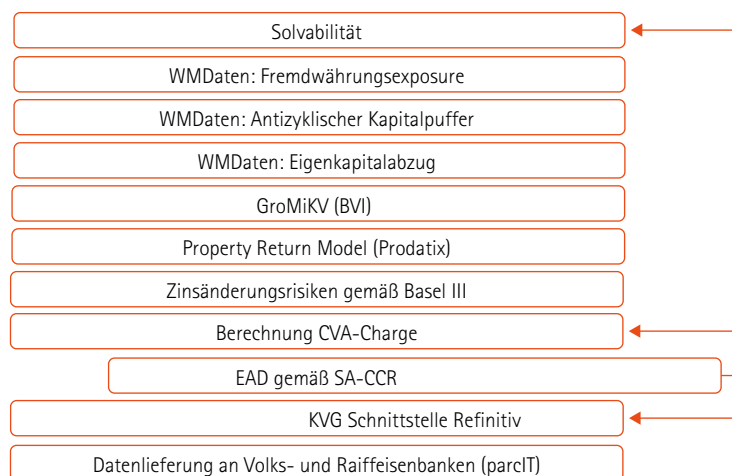 Solvabilität
WMDaten: Fremdwährungsexposure
WMDaten: Antizyklischer Kapitalpuffer
WMDaten: Eigenkapitalabzug
GroMiKV (BVI)
Property Return Model (Prodatix)
Zinsänderungsrisiken gemäß Basel III
Berechnung CVA-Charge
EAD gemäß SA-CCR
KVG Schnittstelle Refinitiv
Datenlieferung an Volks- und Raiffeisenbanken (parcIT)